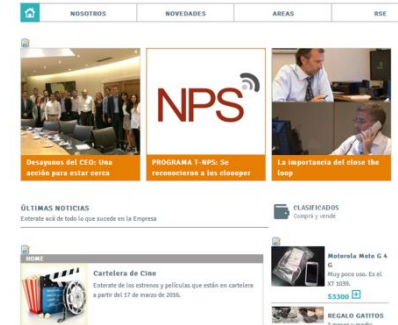 NOSOTROS NOVEDADES AREAS RSE
NPS
Desayunos del CEO: Una
acción para estar cerca
PROGRAMA T-NPS: Se
reconocieron a los clooper
La importancia del close the
loop
ÚLTIMAS NOTICIAS
Enterate acá de todo lo que sucede en la Empresa
CLASIFICADOS
Comprá y vendé
HOME
Cartelera de Cine
Enterate de los estrenos y películas que están en cartelera
a partir del 17 de marzo de 2016.
Motorola Moto G 4
G
Muy poco uso. Es el
XT 1039.
$3300
REGALO GATITOS